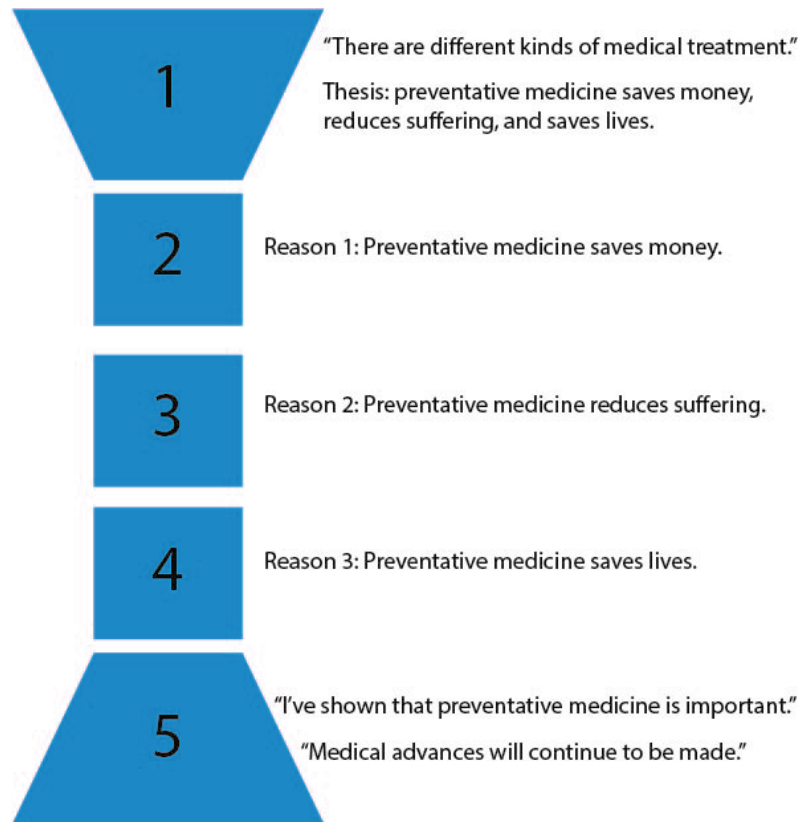 1
“There are different kinds of medical treatment.”
Thesis: preventative medicine saves money,
reduces suffering, and saves lives.
2
Reason 1: Preventative medicine saves money.
3
Reason 2: Preventative medicine reduces suffering.
4
Reason 3: Preventative medicine saves lives.
5
“I’ve shown that preventative medicine is important.”
“Medical advances will continue to be made.”